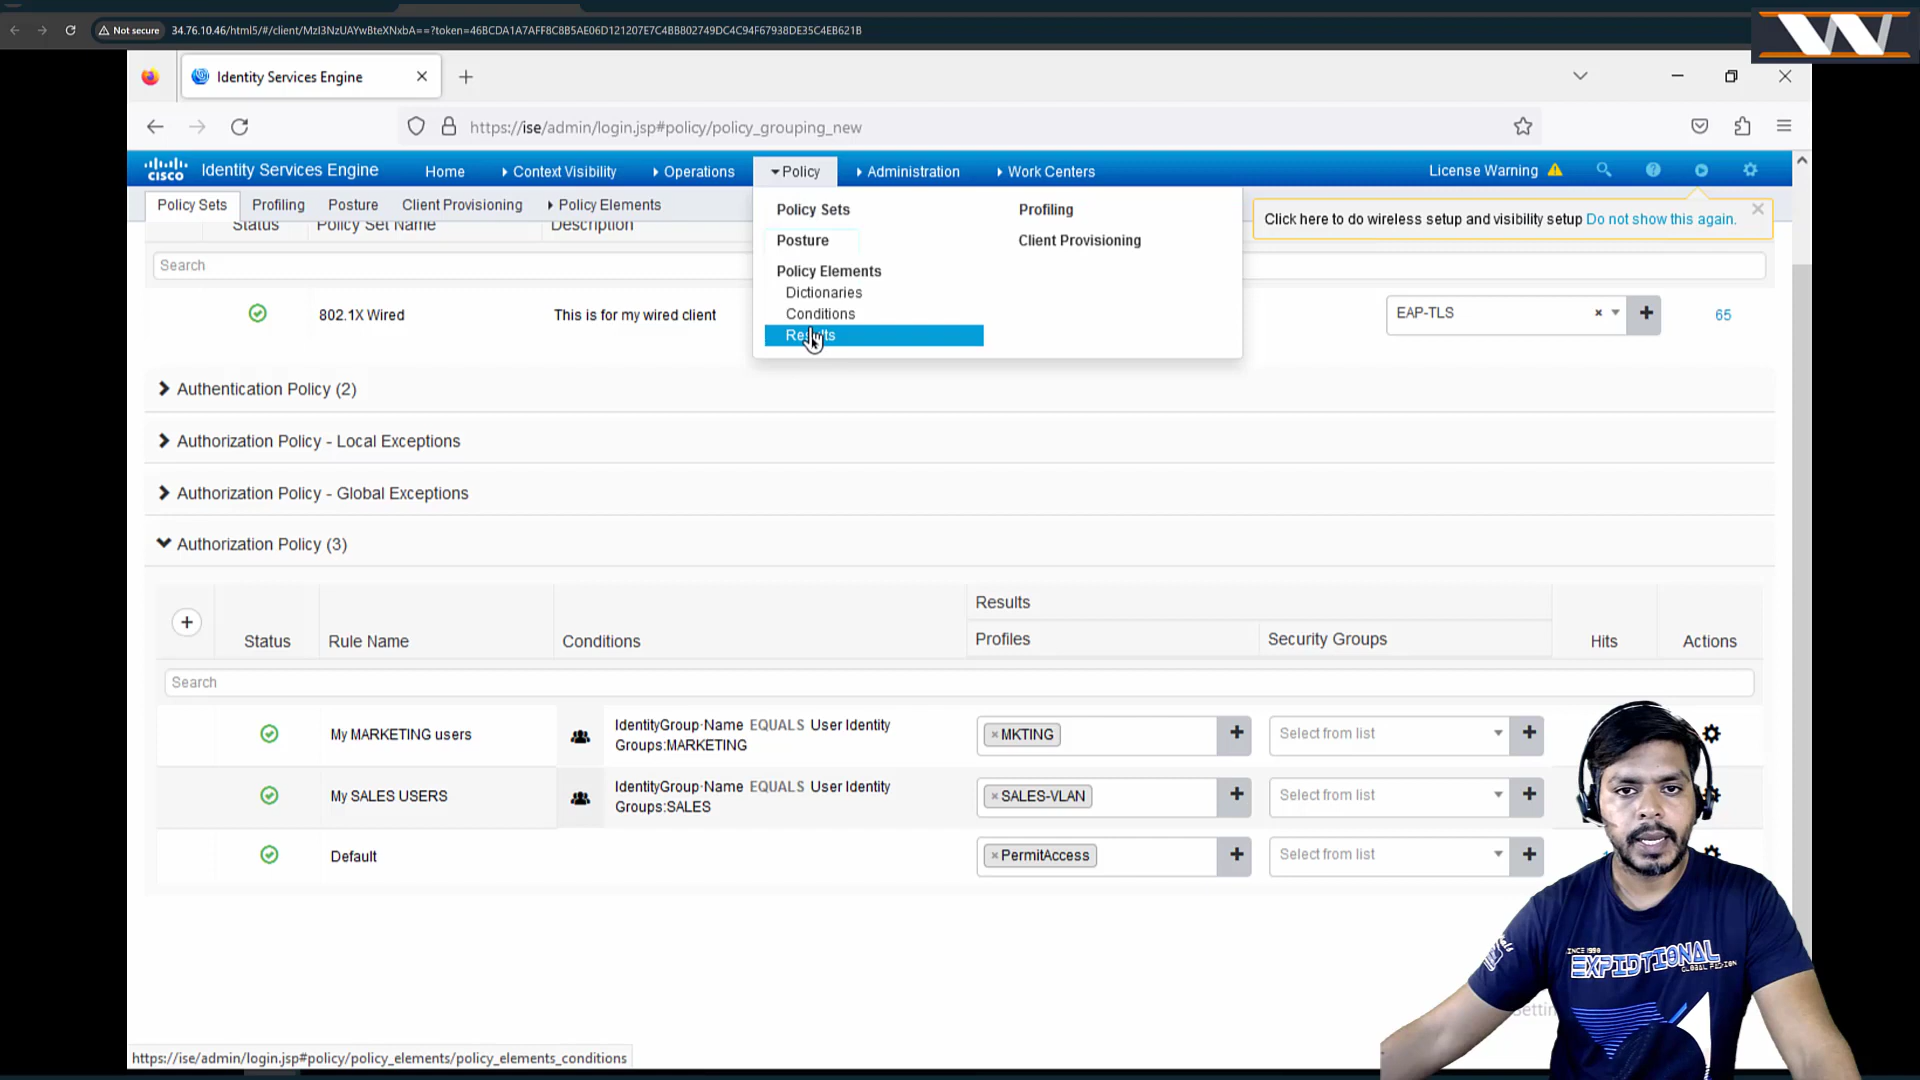 Not secure
34.76.10.46/html5/#/client/MzI3NzUAYwBteXNxbA==?token=46BCDA1A7AFF8C8B5AE06D121207E7C4BB802749DC4C94F67938DE35C4EB621B
Identity Services Engine
https://ise/admin/login.jsp#policy/policy_grouping_new
CISCO
Identity Services Engine
Home
Context Visibility
Operations
Policy
Administration
Work Centers
License Warning
Policy Sets
Profiling
Posture
Client Provisioning
Policy Elements
Policy Sets
Profiling
Posture
Client Provisioning
Policy Elements
Dictionaries
Conditions
Results
Click here to do wireless setup and visibility setup Do not show this again.
Status
Policy Set Name
Description
Search
802.1X Wired
This is for my wired client
EAP-TLS
65
Authentication Policy (2)
Authorization Policy - Local Exceptions
Authorization Policy - Global Exceptions
Authorization Policy (3)
Results
Status
Rule Name
Conditions
Profiles
Security Groups
Hits
Actions
Search
My MARKETING users
IdentityGroup·Name EQUALS User Identity
Groups:MARKETING
MKTING
Select from list
My SALES USERS
IdentityGroup·Name EQUALS User Identity
Groups:SALES
SALES-VLAN
Select from list
Default
PermitAccess
Select from list
SINCE 1990
EXPIDTIONAL
https://ise/admin/login.jsp#policy/policy_elements/policy_elements_conditions